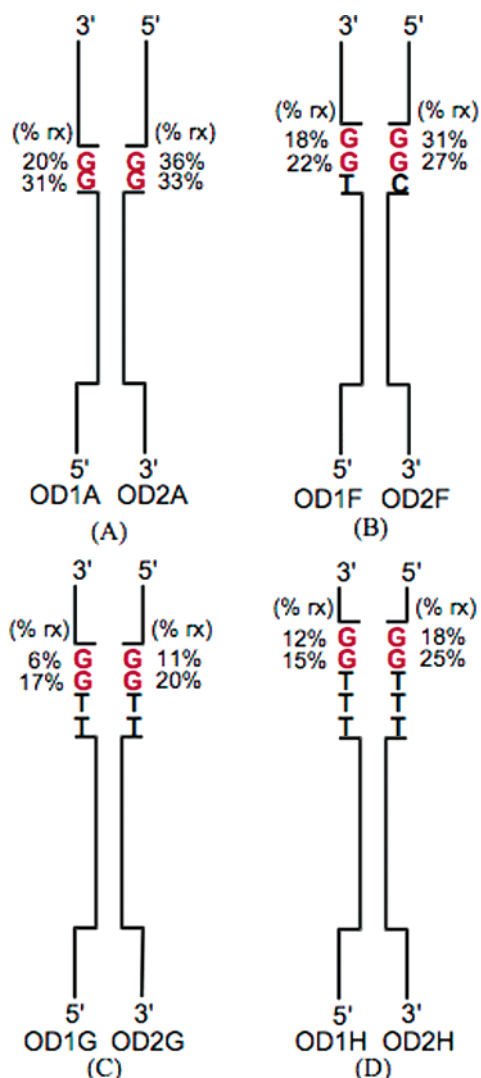 3' 5'
(% rx) (% rx)
20% G G 36%
31% G G 33%
5' 3'
OD1A OD2A
(A)
3' 5'
(% rx) (% rx)
18% G G 31%
22% G G 27%
T C
5' 3'
OD1F OD2F
(B)
3' 5'
(% rx) (% rx)
6% G G 11%
17% G G 20%
T T
T T
5' 3'
OD1G OD2G
(C)
3' 5'
(% rx) (% rx)
12% G G 18%
15% G G 25%
T T
T T
T T
5' 3'
OD1H OD2H
(D)